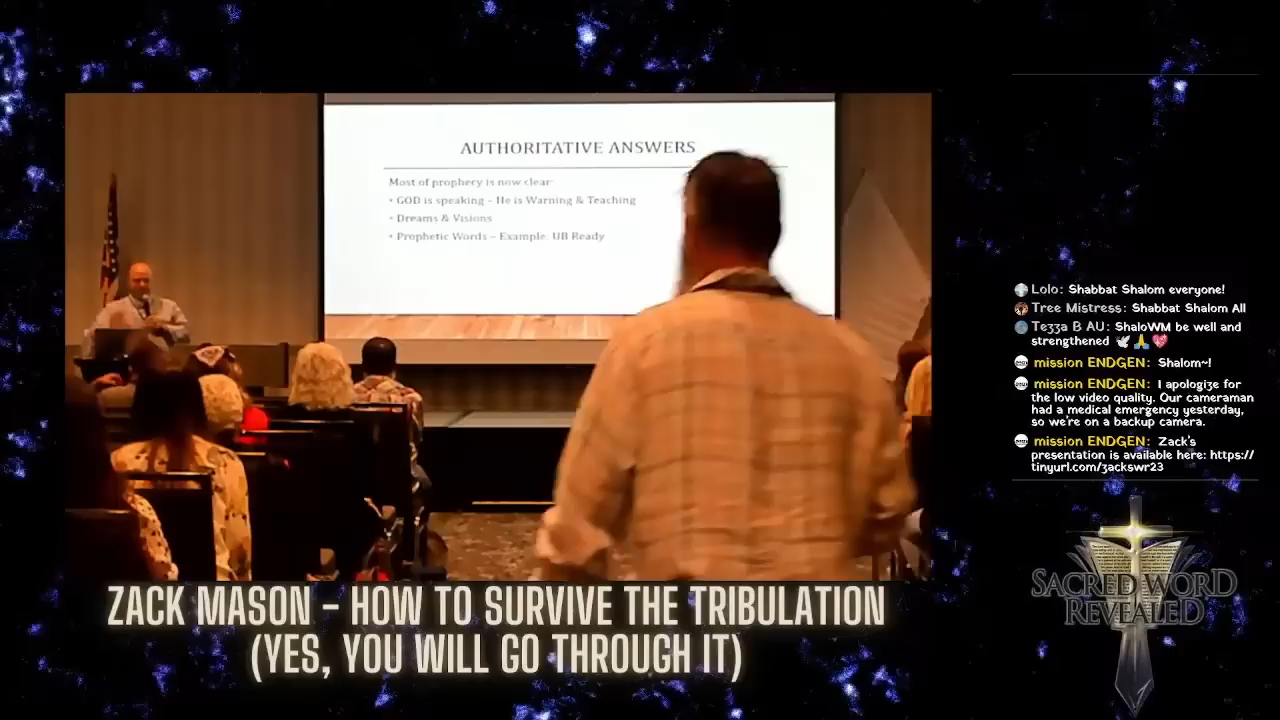 AUTHORITATIVE ANSWERS
Most of prophecy is now clear
• GOD is speaking – He is Warning & Teaching
• Dreams & Visions
• Prophetic Words – Example: UB Ready
Lolo: Shabbat Shalom everyone!
Tree Mistress: Shabbat Shalom All
Te33a B AU: ShaloWM be well and
strengthened 🕊🙏💖
mission ENDGEN: Shalom~!
mission ENDGEN: I apologize for
the low video quality. Our cameraman
had a medical emergency yesterday,
so we're on a backup camera.
mission ENDGEN: Zack's
presentation is available here: https://
tinyurl.com/zackswr23
SACRED WORD
REVEALED
ZACK MASON - HOW TO SURVIVE THE TRIBULATION
(YES, YOU WILL GO THROUGH IT)